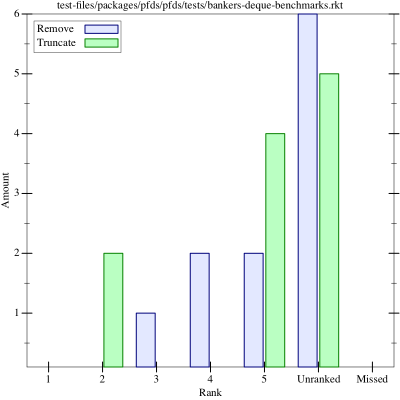 test-files/packages/pfds/pfds/tests/bankers-deque-benchmarks.rkt
Remove
Truncate
6
5
4
3
2
1
Amount
1 2 3 4 5 Unranked Missed
Rank